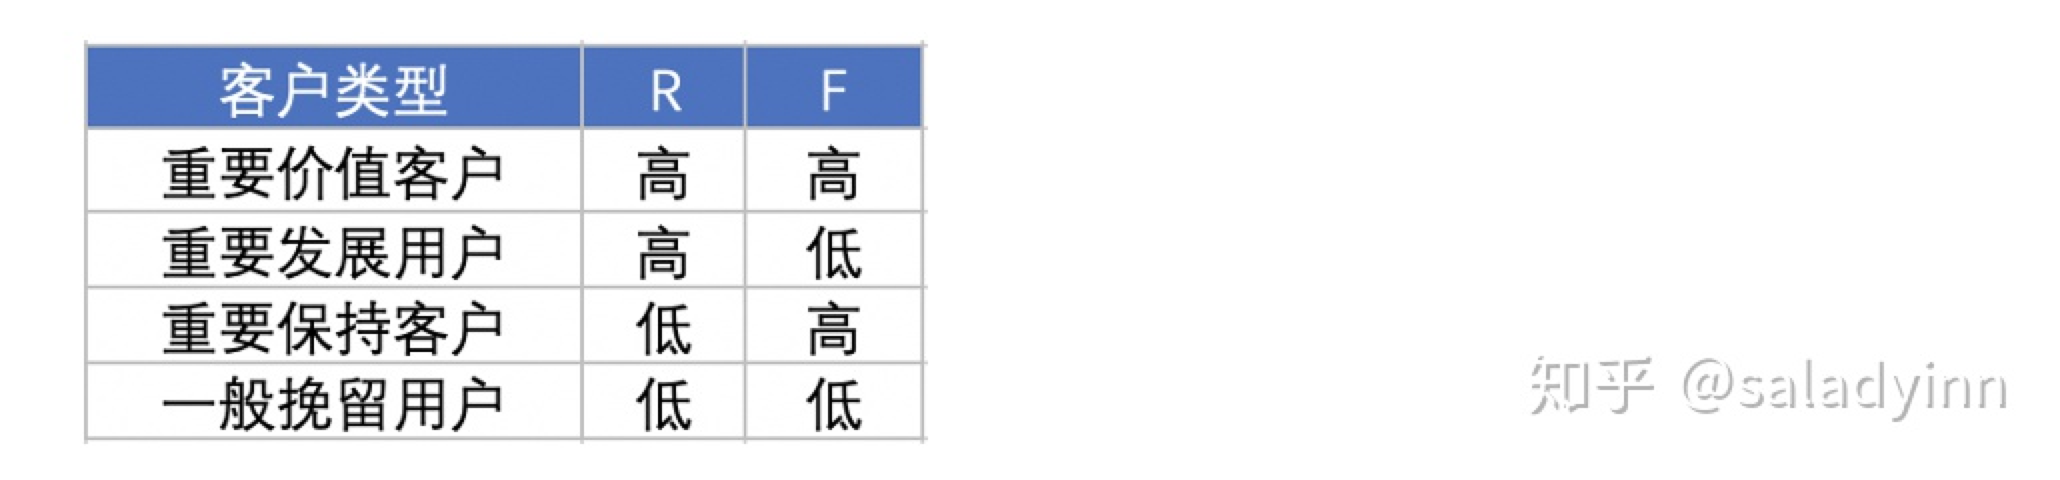 客户类型 R F
重要价值客户 高 高
重要发展用户 高 低
重要保持客户 低 高
一般挽留用户 低 低
知乎 @saladyinn